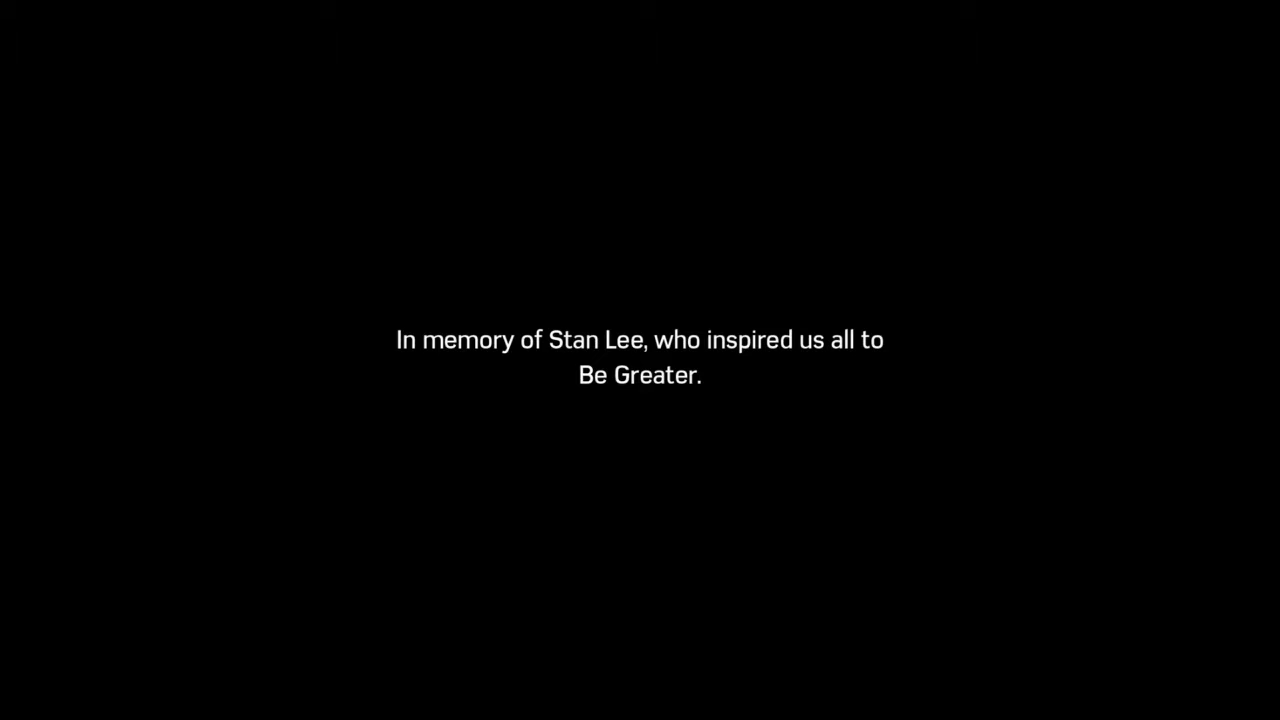 In memory of Stan Lee, who inspired us all to
Be Greater.